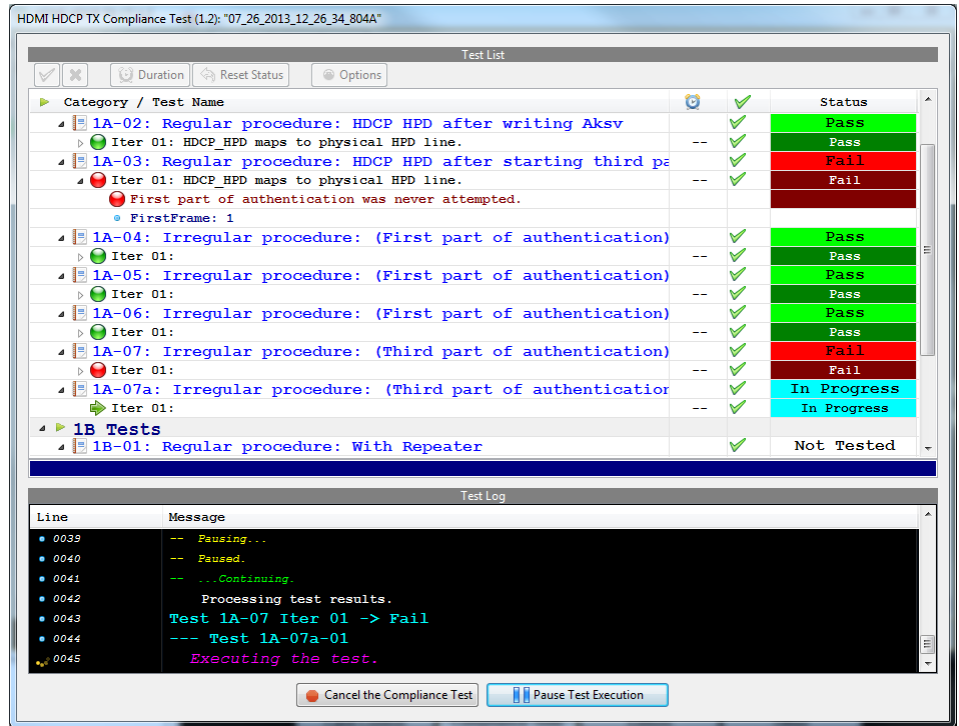 HDMI HDCP TX Compliance Test (1.2): "07_26_2013_12_26_34_804A"
Test List
Duration Reset Status Options
Category / Test Name Status
1A-02: Regular procedure: HDCP HPD after writing Aksv Pass
Iter 01: HDCP_HPD maps to physical HPD line. -- Pass
1A-03: Regular procedure: HDCP HPD after starting third pa Fail
Iter 01: HDCP_HPD maps to physical HPD line. -- Fail
First part of authentication was never attempted.
FirstFrame: 1
1A-04: Irregular procedure: (First part of authentication) Pass
Iter 01: -- Pass
1A-05: Irregular procedure: (First part of authentication) Pass
Iter 01: -- Pass
1A-06: Irregular procedure: (First part of authentication) Pass
Iter 01: -- Pass
1A-07: Irregular procedure: (Third part of authentication) Fail
Iter 01: -- Fail
1A-07a: Irregular procedure: (Third part of authentication In Progress
Iter 01: -- In Progress
1B Tests
1B-01: Regular procedure: With Repeater Not Tested
Test Log
Line Message
0039 -- Pausing...
0040 -- Paused.
0041 -- ...Continuing.
0042 Processing test results.
0043 Test 1A-07 Iter 01 -> Fail
0044 --- Test 1A-07a-01
0045 Executing the test.
Cancel the Compliance Test Pause Test Execution